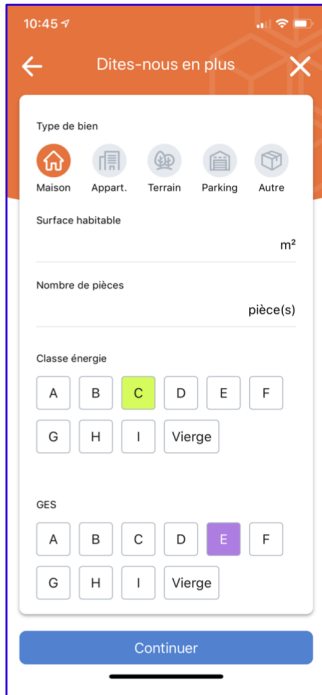 10:45
Dites-nous en plus
Type de bien
Maison Appart. Terrain Parking Autre
Surface habitable
m²
Nombre de pièces
pièce(s)
Classe énergie
A B C D E F
G H I Vierge
GES
A B C D E F
G H I Vierge
Continuer